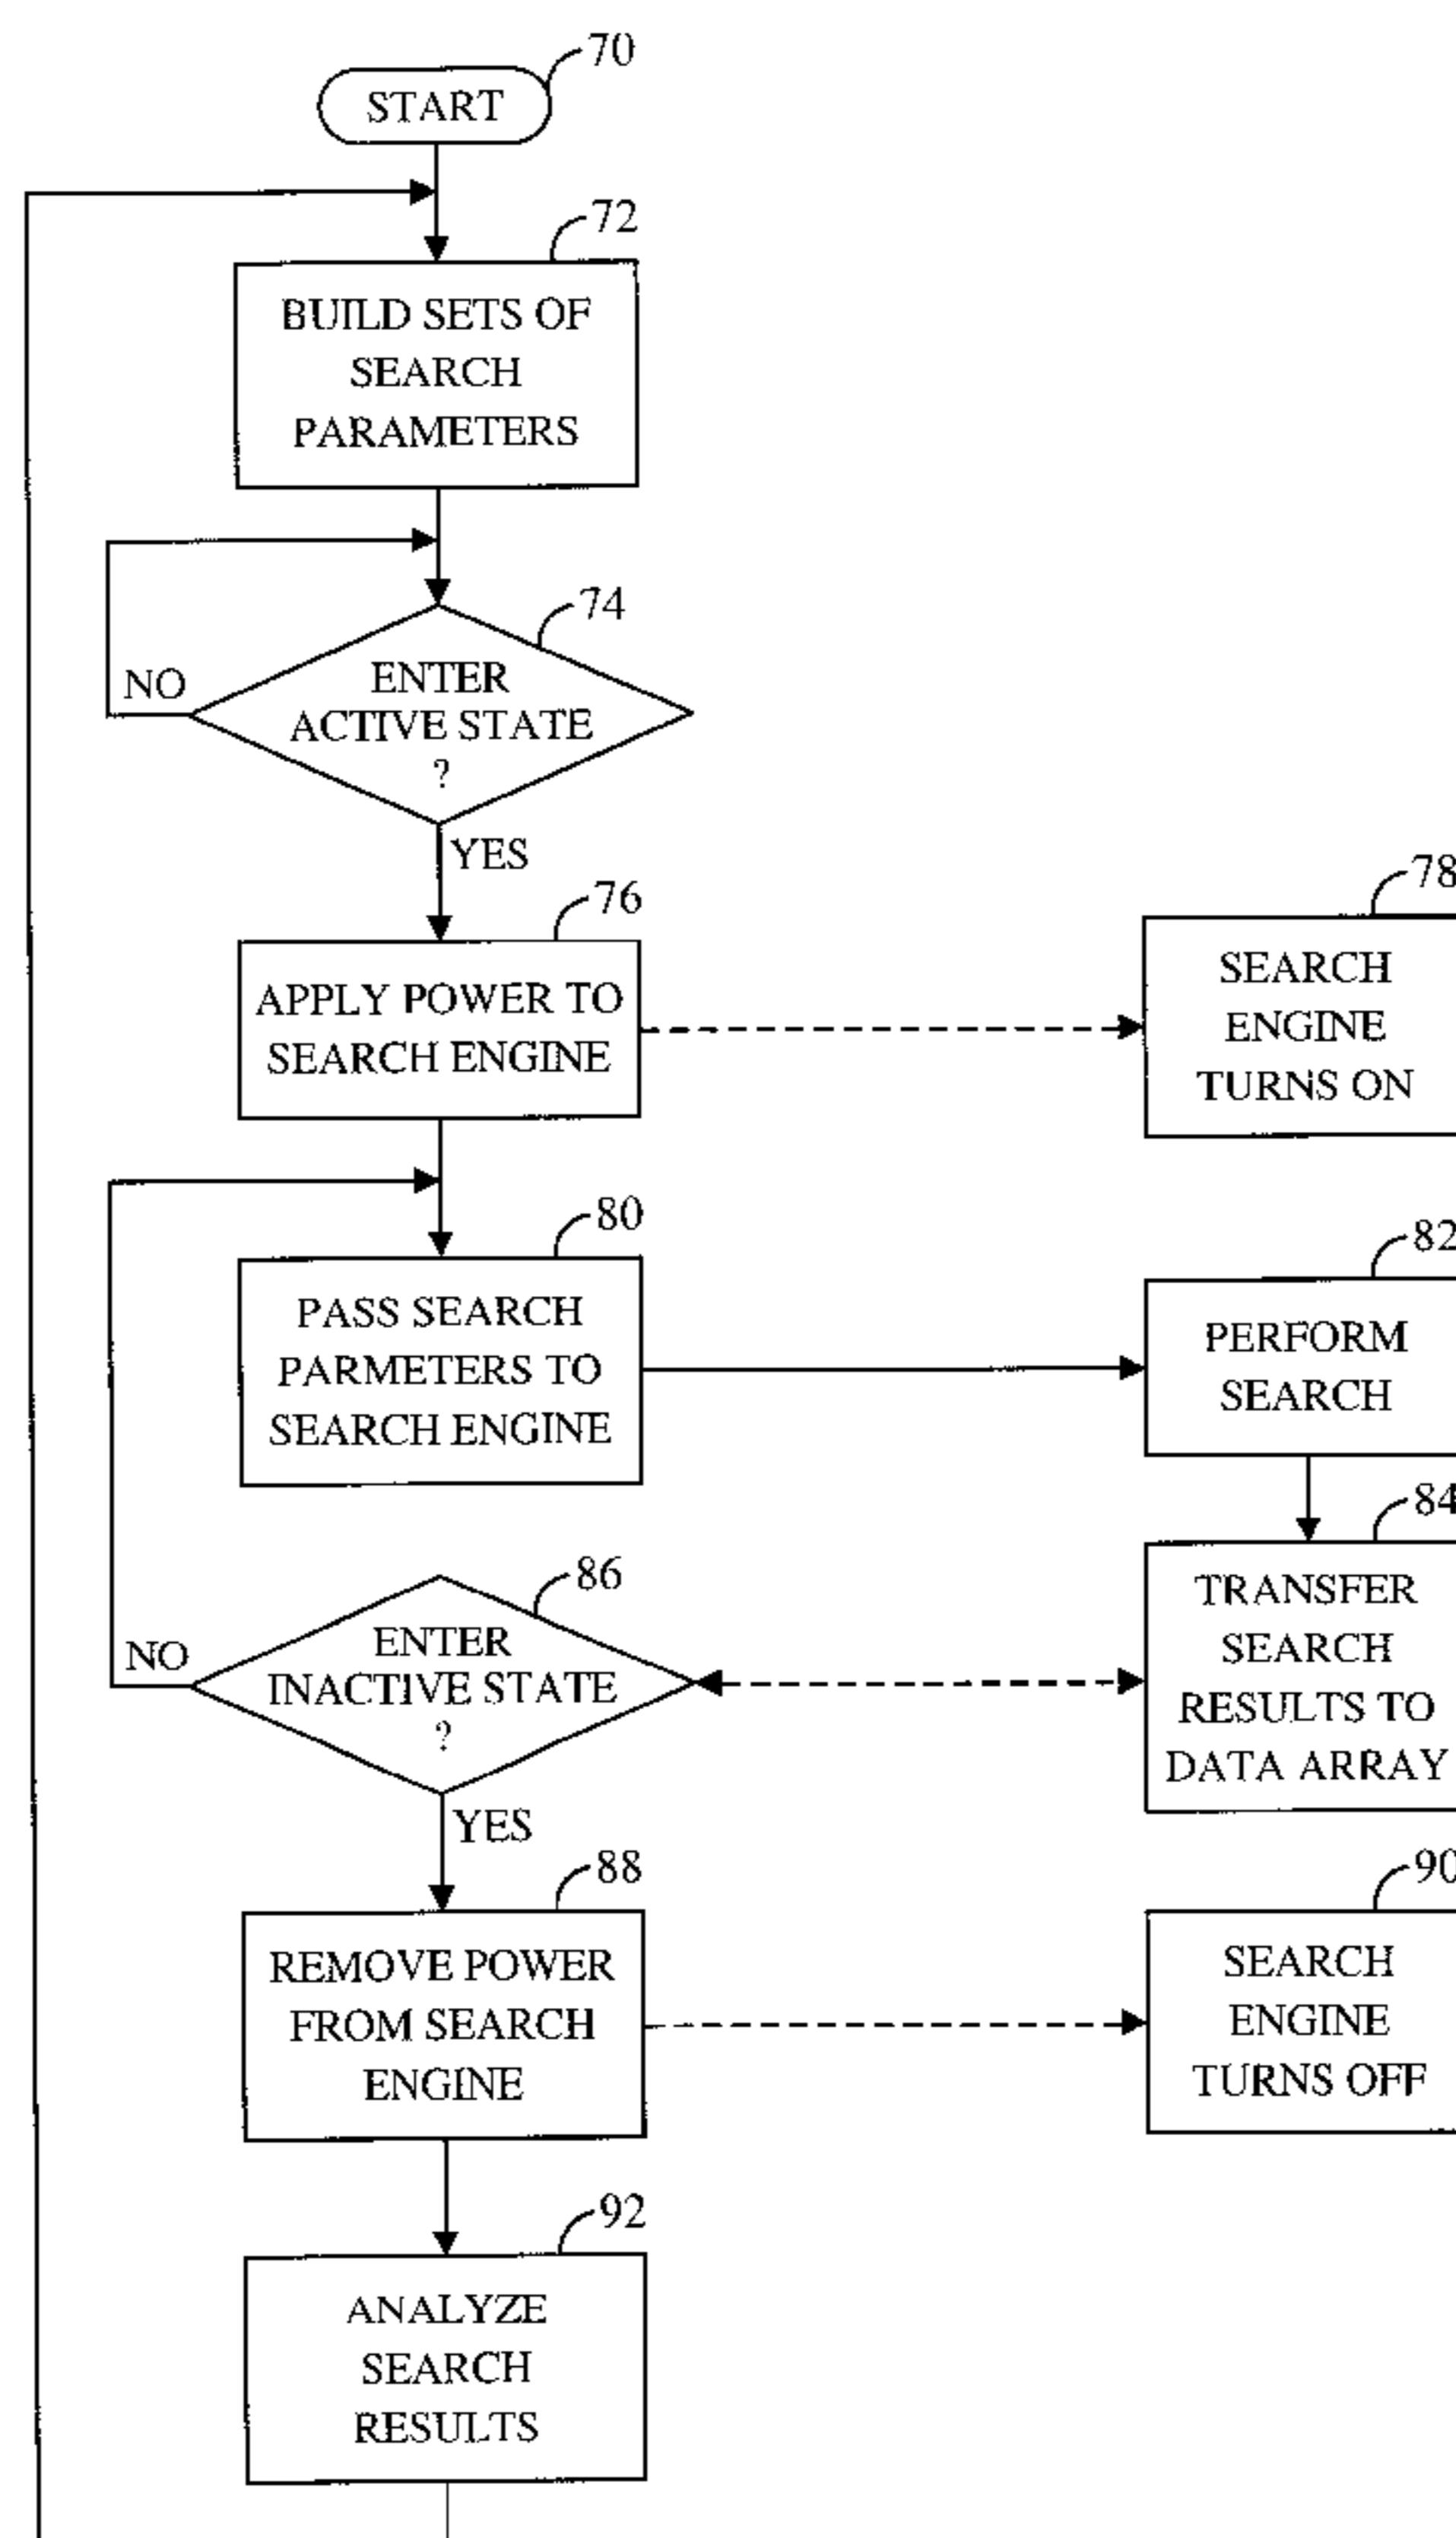 70
START
72
BUILD SETS OF
SEARCH
PARAMETERS
74
ENTER
ACTIVE STATE
?
NO
YES
76
APPLY POWER TO
SEARCH ENGINE
78
SEARCH
ENGINE
TURNS ON
80
PASS SEARCH
PARMETERS TO
SEARCH ENGINE
82
PERFORM
SEARCH
84
TRANSFER
SEARCH
RESULTS TO
DATA ARRAY
86
ENTER
INACTIVE STATE
?
NO
YES
88
REMOVE POWER
FROM SEARCH
ENGINE
90
SEARCH
ENGINE
TURNS OFF
92
ANALYZE
SEARCH
RESULTS